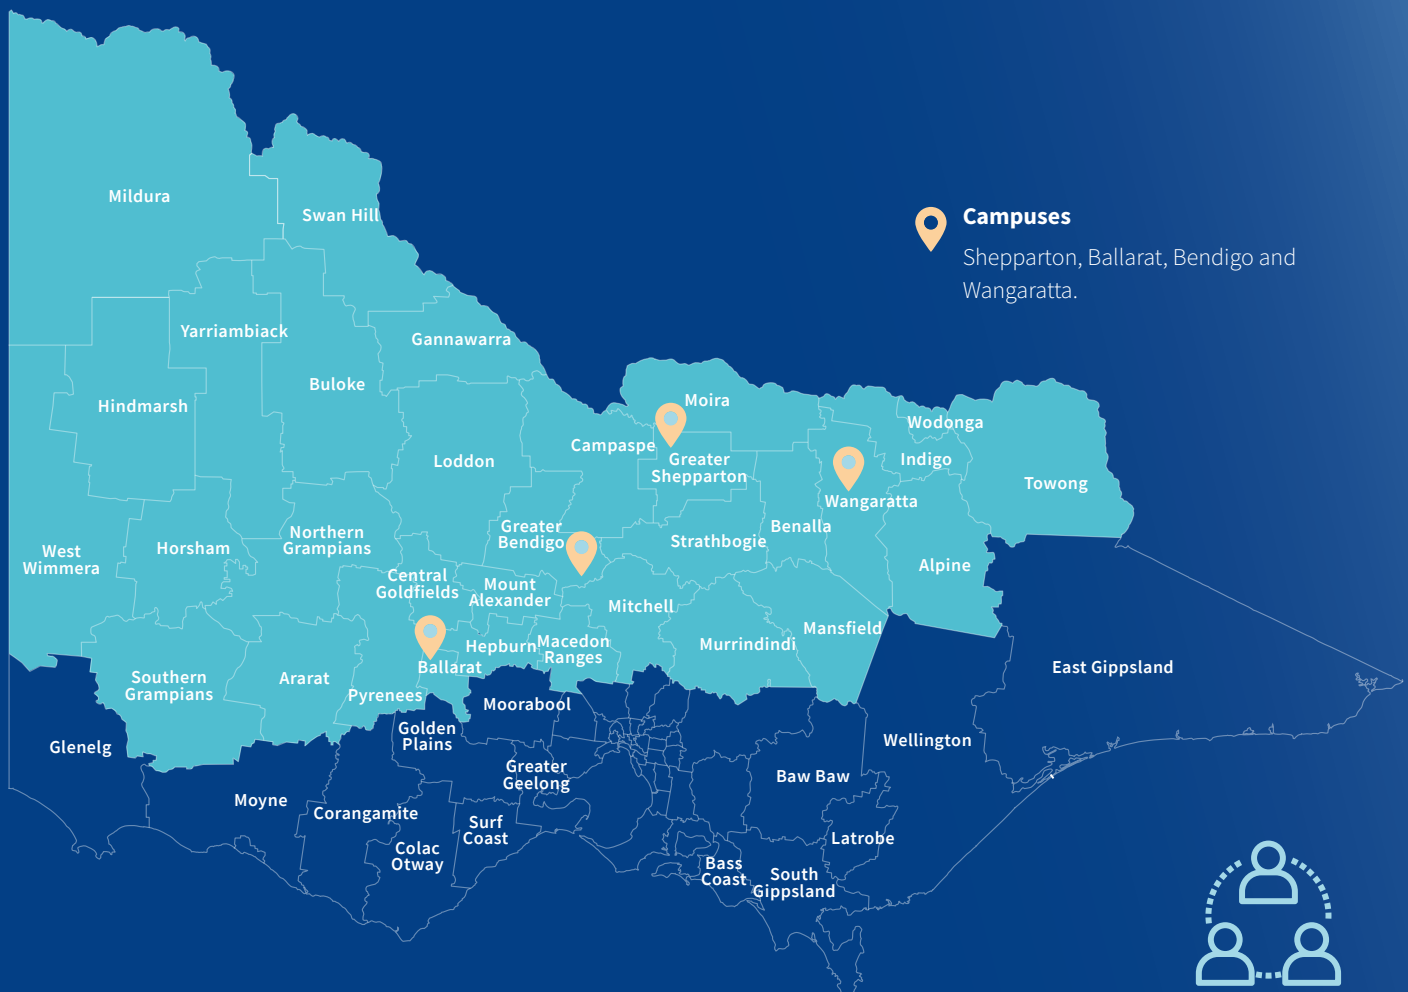 Mildura
Swan Hill
Campuses
Shepparton, Ballarat, Bendigo and
Wangaratta.
Yarriambiack
Gannawarra
Buloke
Hindmarsh
Moira
Wodonga
Campaspe
Loddon
Greater
Shepparton
Indigo
Towong
Wangaratta
Greater
Bendigo
Benalla
Northern
Grampians
Strathbogie
Horsham
West
Wimmera
Alpine
Central
Goldfields
Mount
Alexander
Mitchell
Mansfield
Hepburn
Macedon
Ranges
Murrindindi
Ballarat
East Gippsland
Southern
Grampians
Ararat
Pyrenees
Moorabool
Golden
Plains
Glenelg
Wellington
Greater
Geelong
Baw Baw
Moyne
Corangamite
Surf
Coast
Latrobe
Colac
Otway
Bass
Coast
South
Gippsland